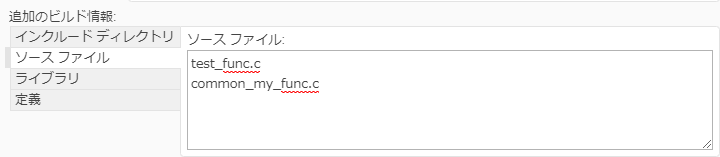 追加のビルド情報:
インクルード ディレクトリ
ソース ファイル
ライブラリ
定義
ソース ファイル:
test_func.c
common_my_func.c